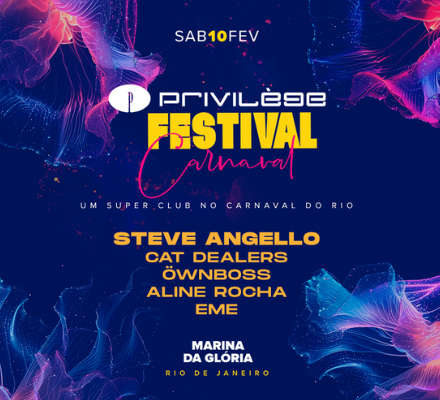 SAB10FEV
PRIVILÈGE
FESTIVAL
Carnaval
UM SUPER CLUB NO CARNAVAL DO RIO
STEVE ANGELLO
CAT DEALERS
ÖWNBOSS
ALINE ROCHA
EME
MARINA
DA GLÓRIA
RIO DE JANEIRO